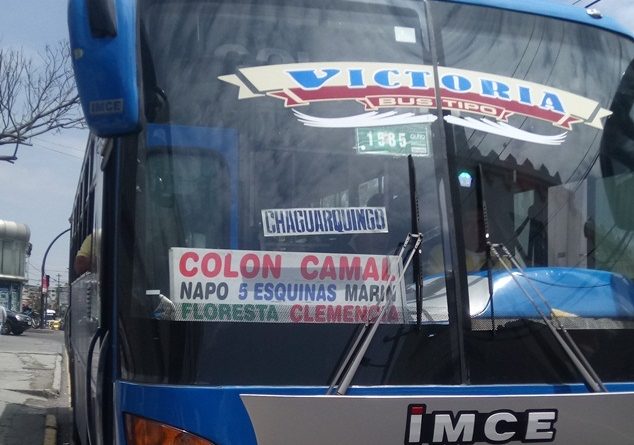 VICTORIA
BUS TIPO
1585
IMCE
CHAGUARQUINGO
COLON CAMAL
NAPO 5 ESQUINAS MARIN
FLORESTA CLEMENCIA
iMCE